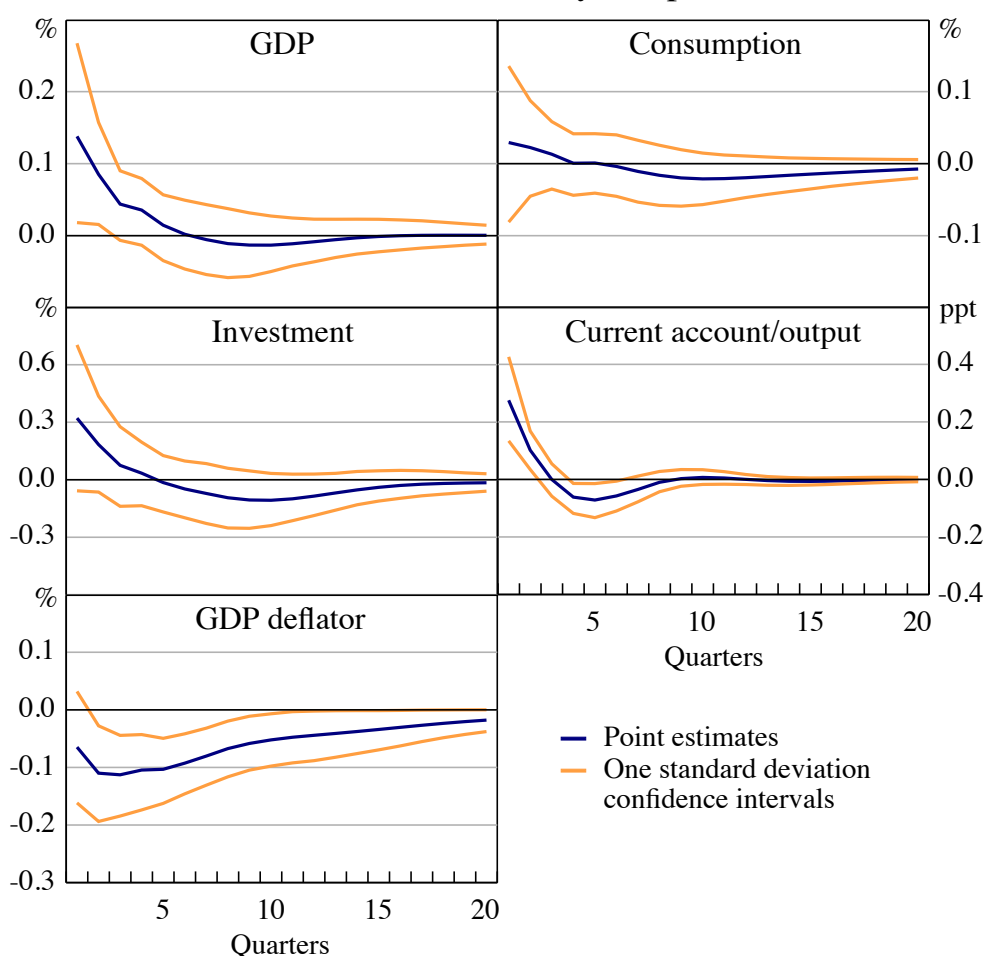 % GDP Consumption %
0.2 0.1
0.1 0.0
0.0 -0.1
% Investment Current account/output ppt
0.6 0.4
0.3 0.2
0.0 0.0
-0.3 -0.2
% -0.4
GDP deflator
5 10 15 20
Quarters
0.1
0.0
-0.1
-0.2
-0.3
5 10 15 20
Quarters
Point estimates
One standard deviation
confidence intervals